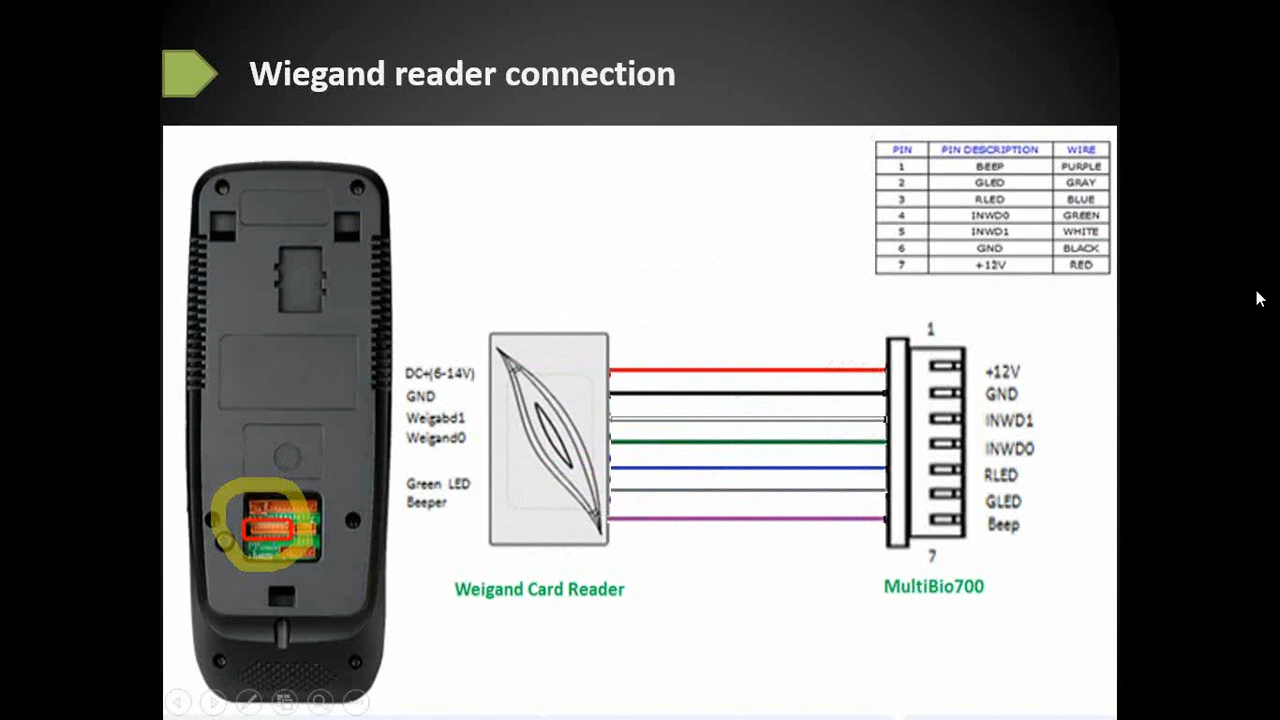 Wiegand reader connection
PIN PIN DESCRIPTION WIRE
1 BEEP PURPLE
2 GLED GRAY
3 RLED BLUE
4 INWD0 GREEN
5 INWD1 WHITE
6 GND BLACK
7 +12V RED
DC+(6-14V)
GND
Weigabd1
Weigand0
Green LED
Beeper
Weigand Card Reader
1
+12V
GND
INWD1
INWD0
RLED
GLED
Beep
7
MultiBio700